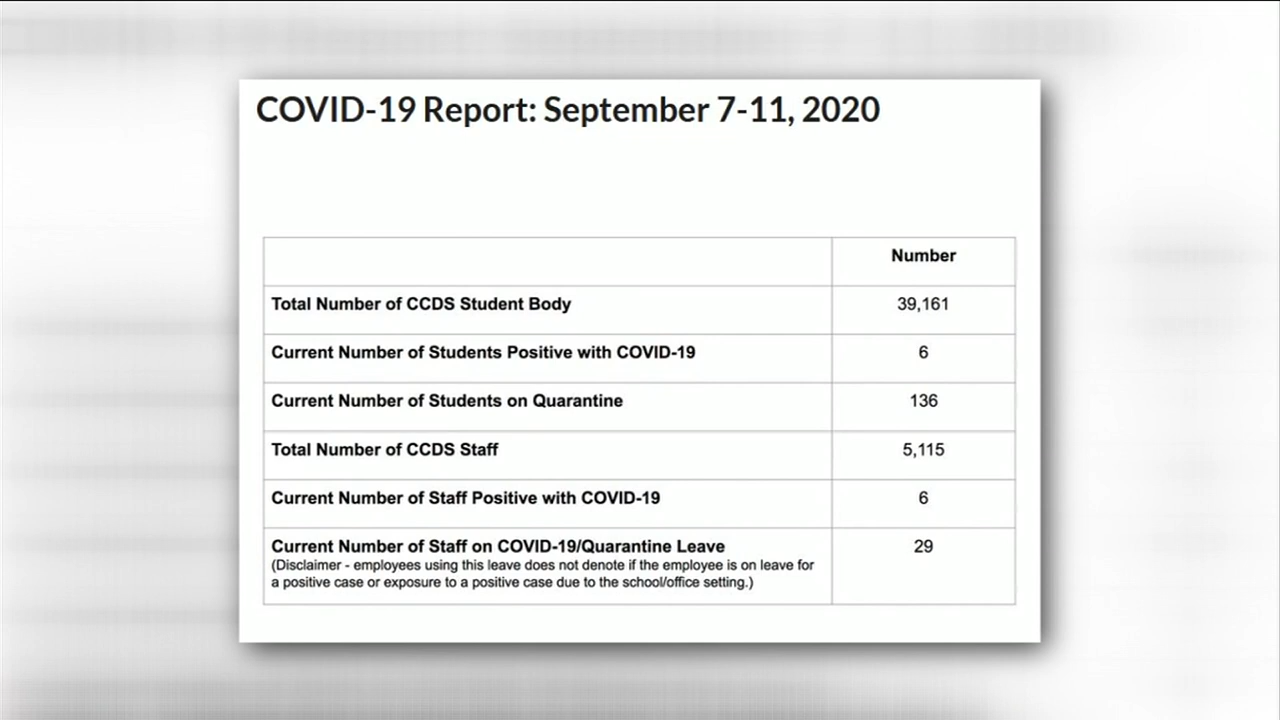 COVID-19 Report: September 7-11, 2020
Number
Total Number of CCDS Student Body 39,161
Current Number of Students Positive with COVID-19 6
Current Number of Students on Quarantine 136
Total Number of CCDS Staff 5,115
Current Number of Staff Positive with COVID-19 6
Current Number of Staff on COVID-19/Quarantine Leave 29
(Disclaimer - employees using this leave does not denote if the employee is on leave for
a positive case or exposure to a positive case due to the school/office setting.)